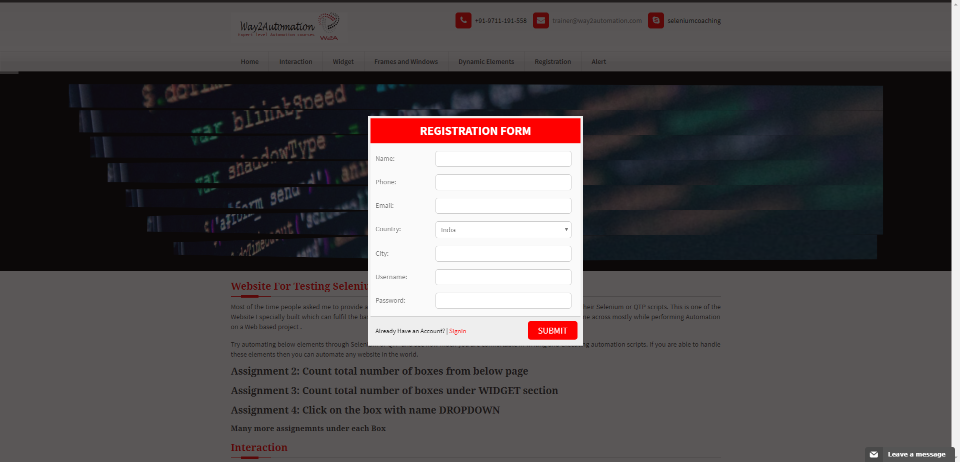 Way2Automation
+91-9711-191-558
trainer@way2automation.com
seleniumcoaching
Home
Interaction
Widget
Frames and Windows
Dynamic Elements
Registration
Alert
blinkSpeed
var
var shadowType
var
REGISTRATION FORM
Name:
Phone:
Email:
Country:
India
City:
Username:
Password:
Already Have an Account? | Signin
SUBMIT
Website For Testing Seleniu
Most of the time people asked me to provide
Selenium or QTP scripts. This is one of the
Website I specially built which can fulfil the
across mostly while performing Automation
on a Web based project .
Try automating below elements through
automation scripts. If you are able to handle
these elements then you can automate any website in the world.
Assignment 2: Count total number of boxes from below page
Assignment 3: Count total number of boxes under WIDGET section
Assignment 4: Click on the box with name DROPDOWN
Many more assignemnts under each Box
Interaction
Leave a message